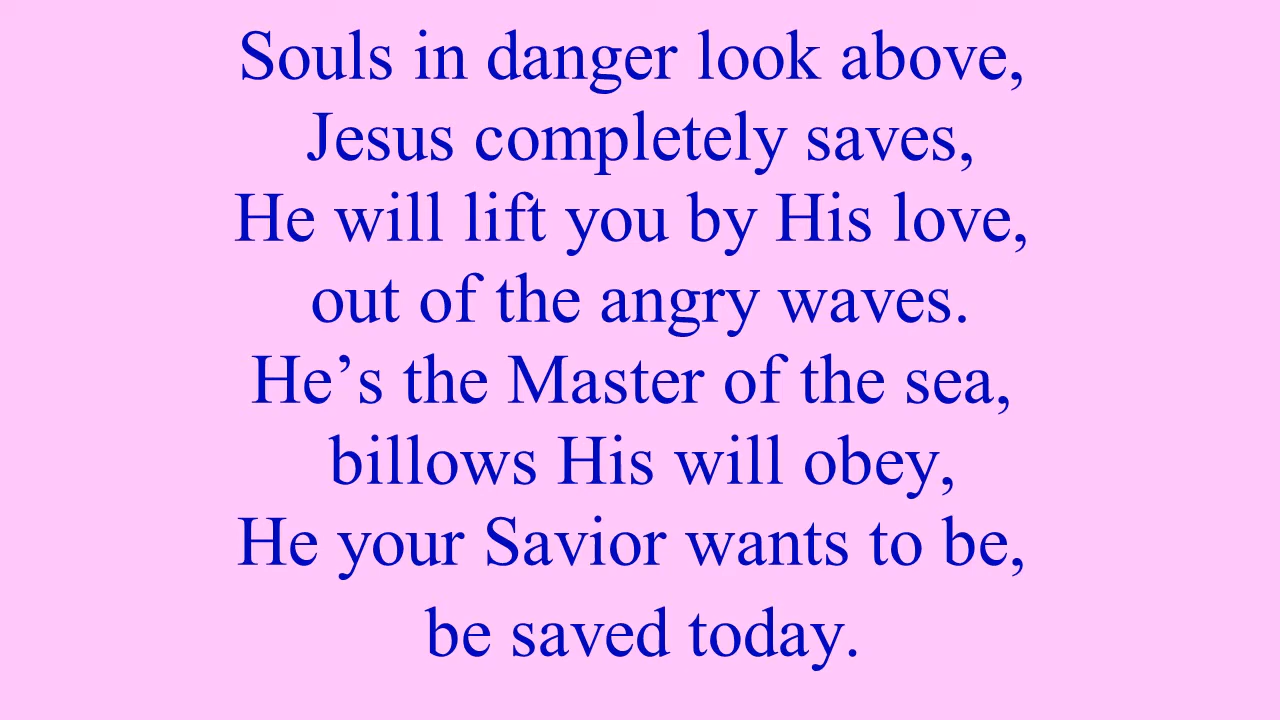 Souls in danger look above,
Jesus completely saves,
He will lift you by His love,
out of the angry waves.
He’s the Master of the sea,
billows His will obey,
He your Savior wants to be,
be saved today.